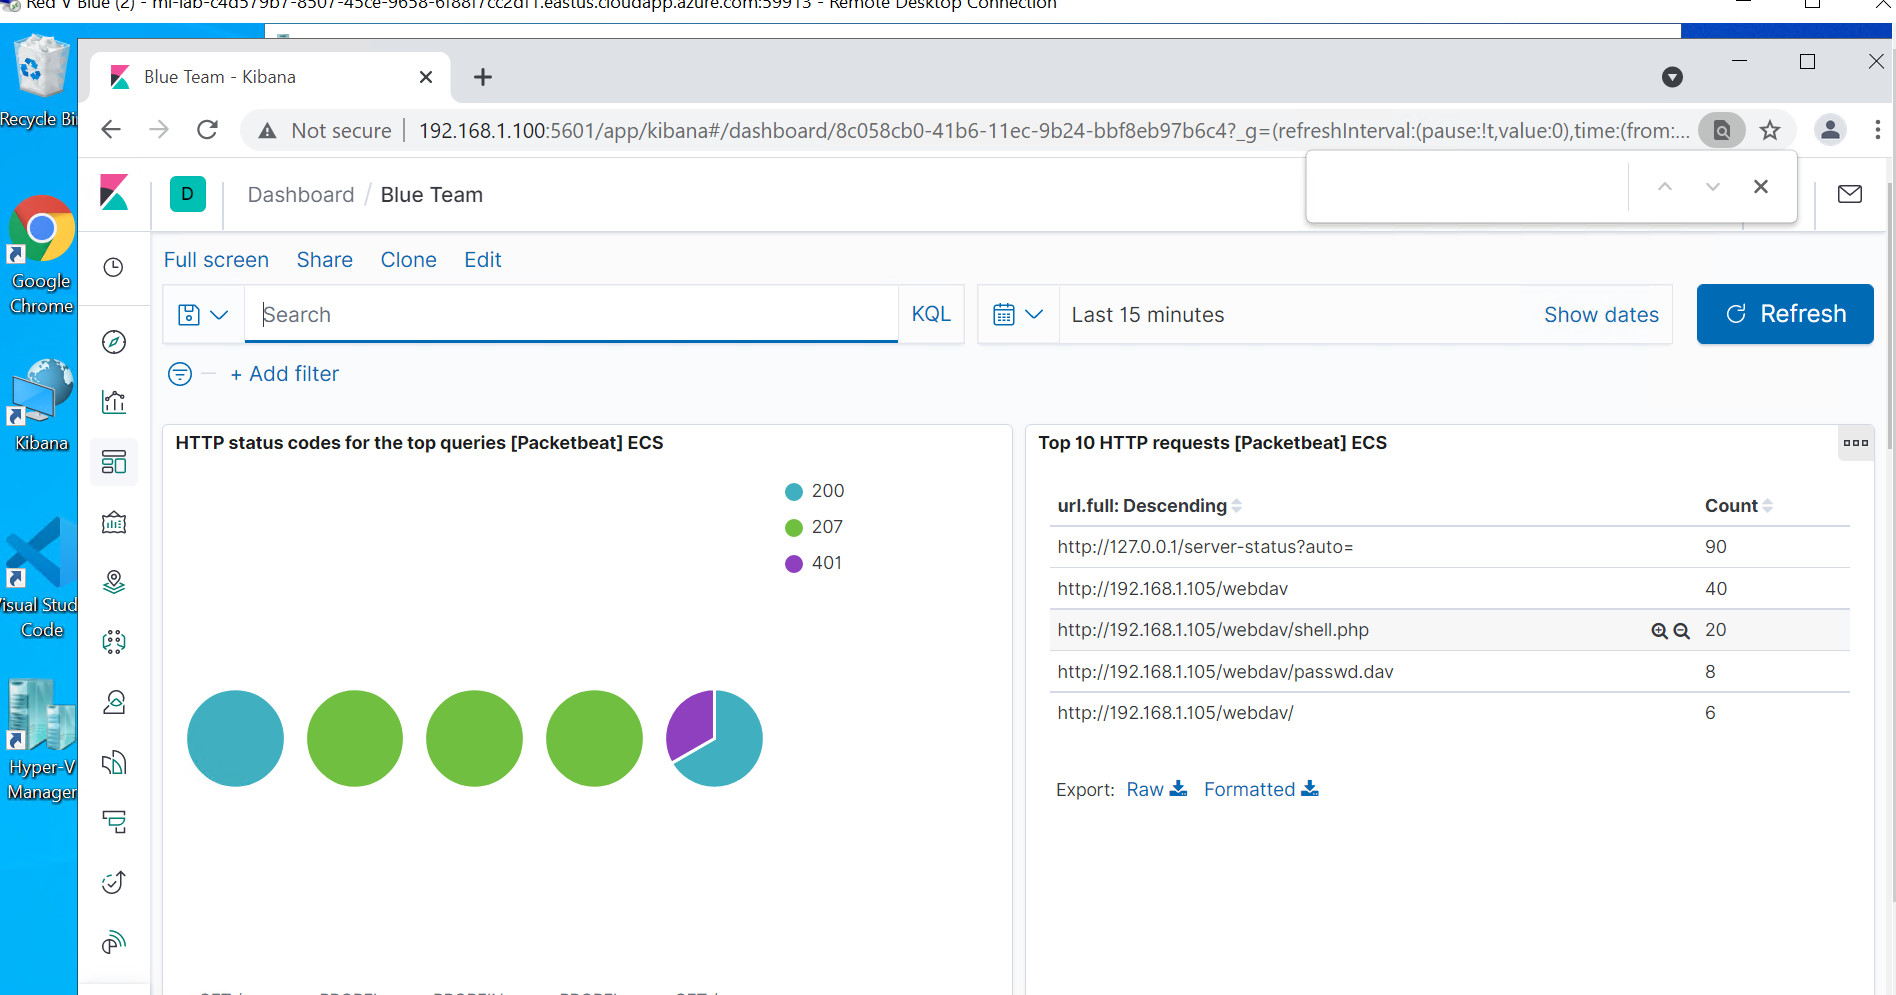 Red V Blue (2) - ml-lab-c4d579b7-8507-45ce-9658-6f88f7cc2df1.eastus.cloudapp.azure.com:59913 - Remote Desktop Connection
Blue Team - Kibana
Not secure
192.168.1.100:5601/app/kibana#/dashboard/8c058cb0-41b6-11ec-9b24-bbf8eb97b6c4?_g=(refreshInterval:(pause:!t,value:0),time:(from:...
Recycle Bi
Google
Chrome
Kibana
Visual Stud
Code
Hyper-V
Manager
D
Dashboard / Blue Team
Full screen Share Clone Edit
Search
KQL
Last 15 minutes
Show dates
Refresh
+ Add filter
HTTP status codes for the top queries [Packetbeat] ECS
200
207
401
Top 10 HTTP requests [Packetbeat] ECS
url.full: Descending Count
http://127.0.0.1/server-status?auto= 90
http://192.168.1.105/webdav 40
http://192.168.1.105/webdav/shell.php 20
http://192.168.1.105/webdav/passwd.dav 8
http://192.168.1.105/webdav/ 6
Export: Raw Formatted